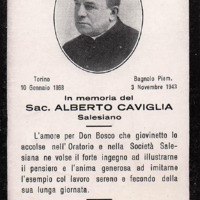 Torino Bagnolo Piem.
10 Gennaio 1868 3 Novembre 1943
In memoria del
Sac. ALBERTO CAVIGLIA
Salesiano
L'amore per Don Bosco che giovinetto lo
accolse nell'Oratorio e nella Società Sale-
siana ne volse il forte ingegno ad illustrarne
il pensiero e l'anima generosa ad imitarne
l'esempio col lavoro sereno e fecondo della
sua lunga giornata.